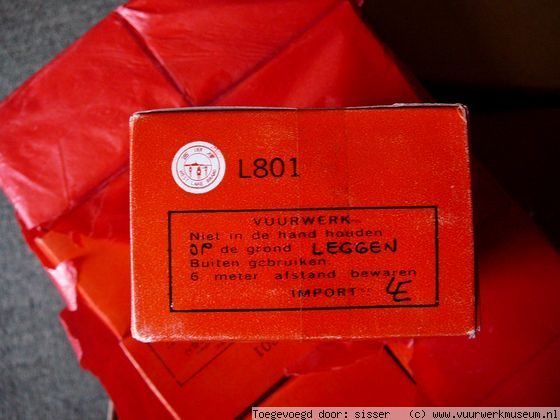 L801
VUURWERK
Niet in de hand houden
OP de grond LEGGEN
Buiten gebruiken.
6 meter afstand bewaren
IMPORT LE
Toegevoegd door: sisser (c) www.vuurwerkmuseum.nl